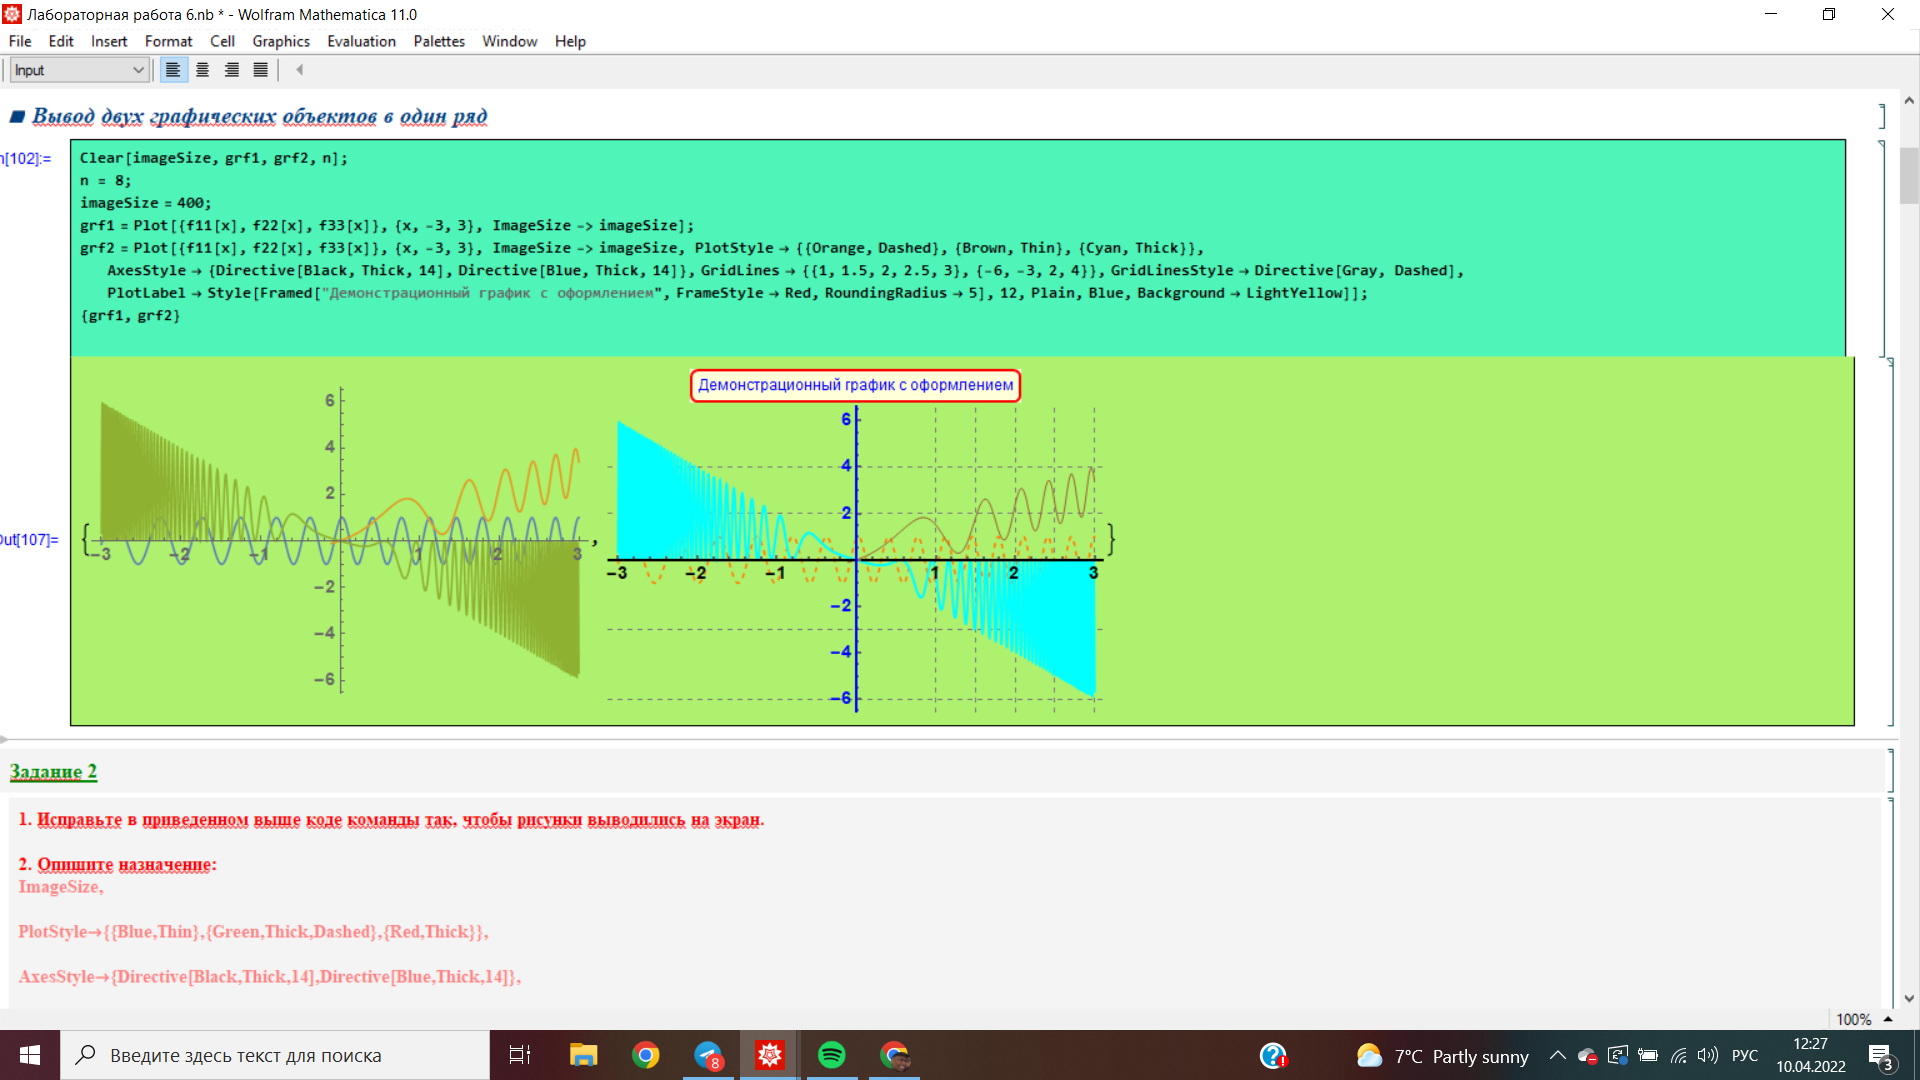 Лабораторная работа 6.nb * - Wolfram Mathematica 11.0
File Edit Insert Format Cell Graphics Evaluation Palettes Window Help
Input
Вывод двух графических объектов в один ряд
n[102]:=
Clear[imageSize, grf1, grf2, n];
n = 8;
imageSize = 400;
grf1 = Plot[{f11[x], f22[x], f33[x]}, {x, -3, 3}, ImageSize -> imageSize];
grf2 = Plot[{f11[x], f22[x], f33[x]}, {x, -3, 3}, ImageSize -> imageSize, PlotStyle → {{Orange, Dashed}, {Brown, Thin}, {Cyan, Thick}},
AxesStyle → {Directive[Black, Thick, 14], Directive[Blue, Thick, 14]}, GridLines → {{1, 1.5, 2, 2.5, 3}, {-6, -3, 2, 4}}, GridLinesStyle → Directive[Gray, Dashed],
PlotLabel → Style[Framed["Демонстрационный график с оформлением", FrameStyle → Red, RoundingRadius → 5], 12, Plain, Blue, Background → LightYellow]];
{grf1, grf2}
Out[107]=
{
-3 -2 -1 1 2 3
6
4
2
-2
-4
-6
,
Демонстрационный график с оформлением
6
4
2
-3 -2 -1 1 2 3
-2
-4
-6
}
Задание 2
1. Исправьте в приведенном выше коде команды так, чтобы рисунки выводились на экран.
2. Опишите назначение:
ImageSize,
PlotStyle→{{Blue,Thin},{Green,Thick,Dashed},{Red,Thick}},
AxesStyle→{Directive[Black,Thick,14],Directive[Blue,Thick,14]},
100%
Введите здесь текст для поиска
8
7°C Partly sunny
РУС
12:27
10.04.2022
3